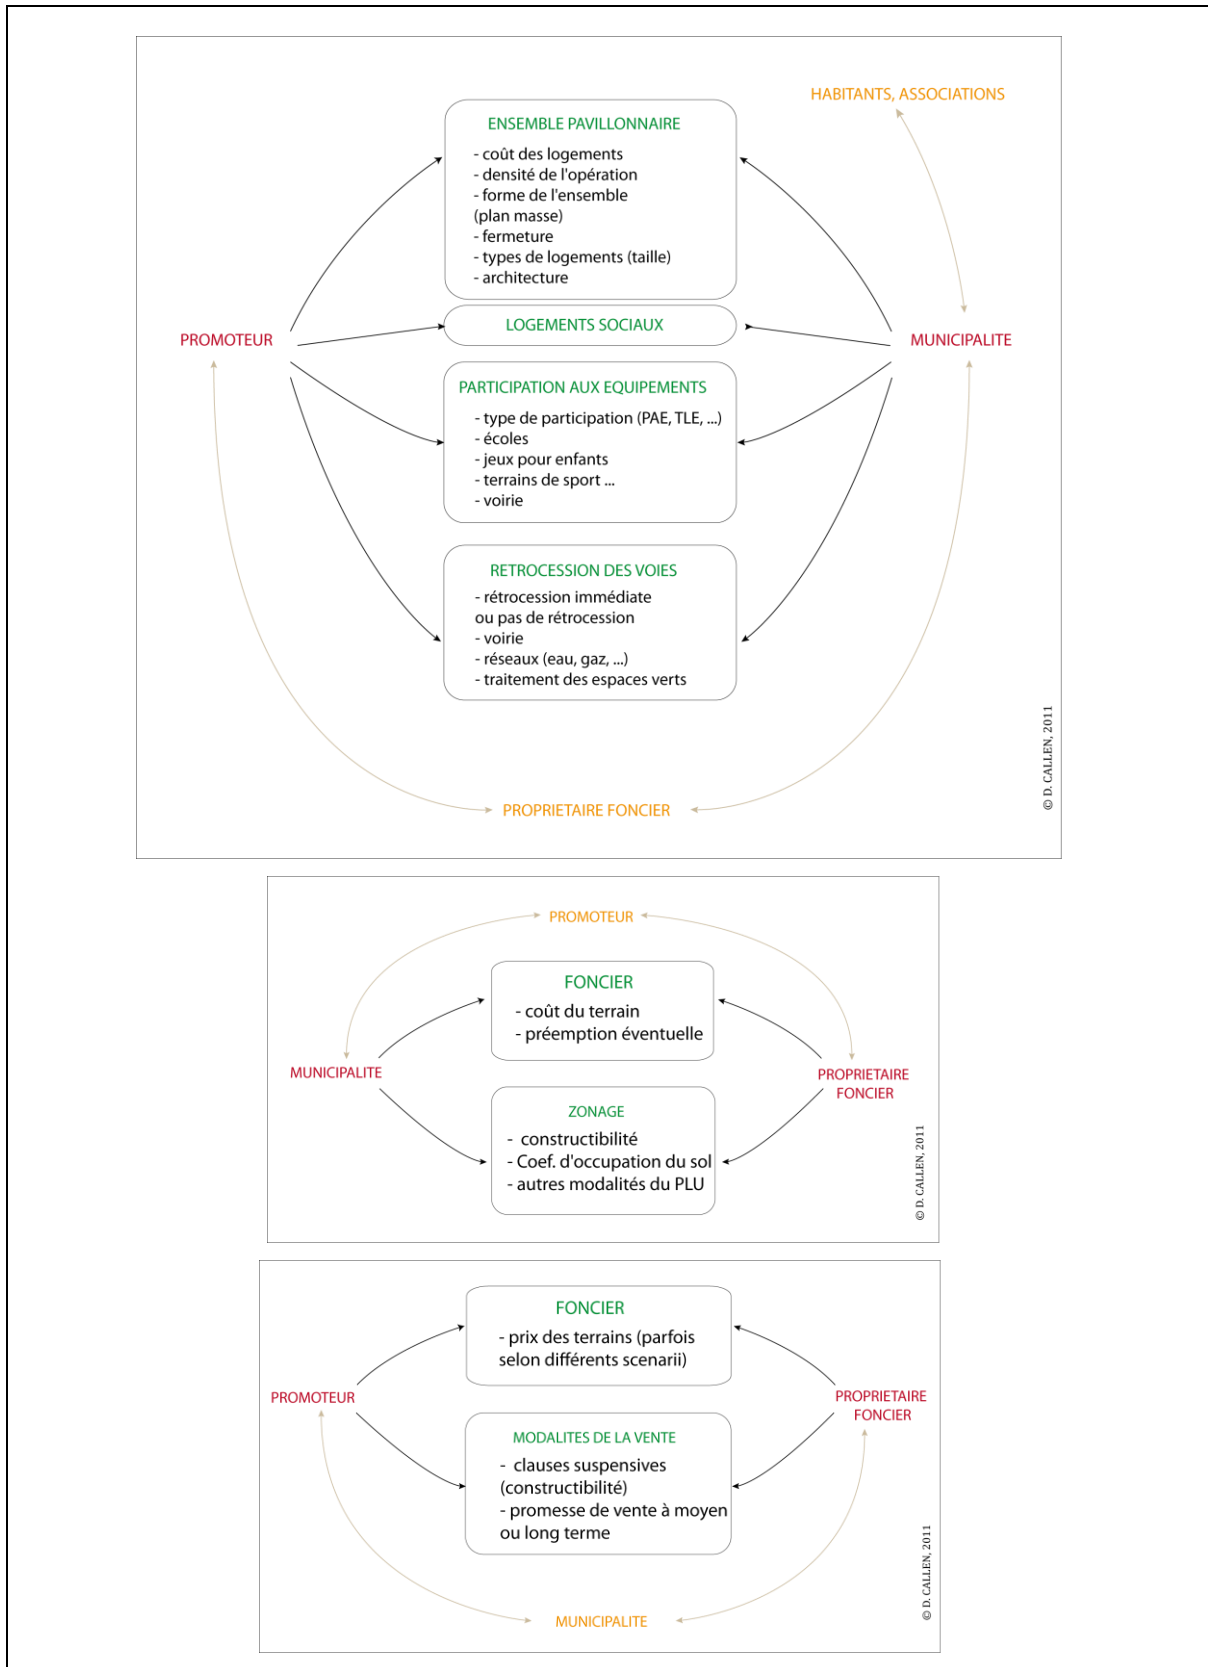 HABITANTS, ASSOCIATIONS
ENSEMBLE PAVILLONNAIRE
- coût des logements
- densité de l'opération
- forme de l'ensemble
(plan masse)
- fermeture
- types de logements (taille)
- architecture
LOGEMENTS SOCIAUX
PROMOTEUR
MUNICIPALITE
PARTICIPATION AUX EQUIPEMENTS
- type de participation (PAE, TLE, ...)
- écoles
- jeux pour enfants
- terrains de sport ...
- voirie
RETROCESSION DES VOIES
- rétrocession immédiate
ou pas de rétrocession
- voirie
- réseaux (eau, gaz, ...)
- traitement des espaces verts
PROPRIETAIRE FONCIER
© D. CALLEN, 2011
PROMOTEUR
FONCIER
- coût du terrain
- préemption éventuelle
MUNICIPALITE
PROPRIETAIRE
FONCIER
ZONAGE
- constructibilité
- Coef. d'occupation du sol
- autres modalités du PLU
© D. CALLEN, 2011
FONCIER
- prix des terrains (parfois
selon différents scenarii)
PROMOTEUR
PROPRIETAIRE
FONCIER
MODALITES DE LA VENTE
- clauses suspensives
(constructibilité)
- promesse de vente à moyen
ou long terme
MUNICIPALITE
© D. CALLEN, 2011